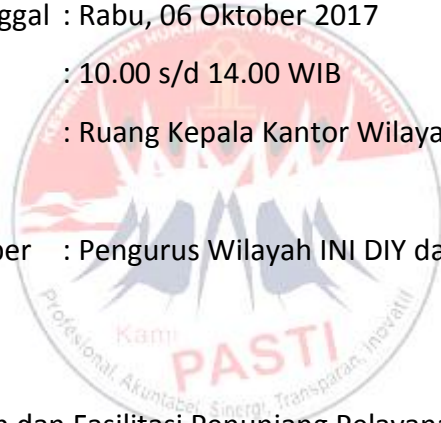 ggal : Rabu, 06 Oktober 2017
: 10.00 s/d 14.00 WIB
: Ruang Kepala Kantor Wilaya
ber : Pengurus Wilayah INI DIY da
Kami
PASTI
Profesional, Akuntabel, Sinergi, Transparan, Inovatif
dan Fasilitasi Penunjang Pelayan